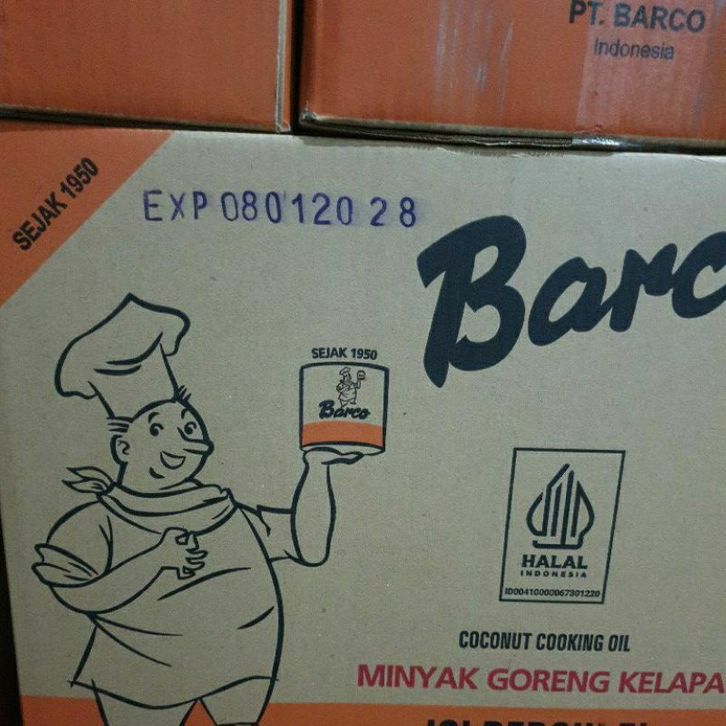 PT. BARCO
Indonesia
SEJAK 1950
EXP 080120 28
Barc
SEJAK 1950
Barco
HALAL
INDONESIA
ID00410000067301220
COCONUT COOKING OIL
MINYAK GORENG KELAPA